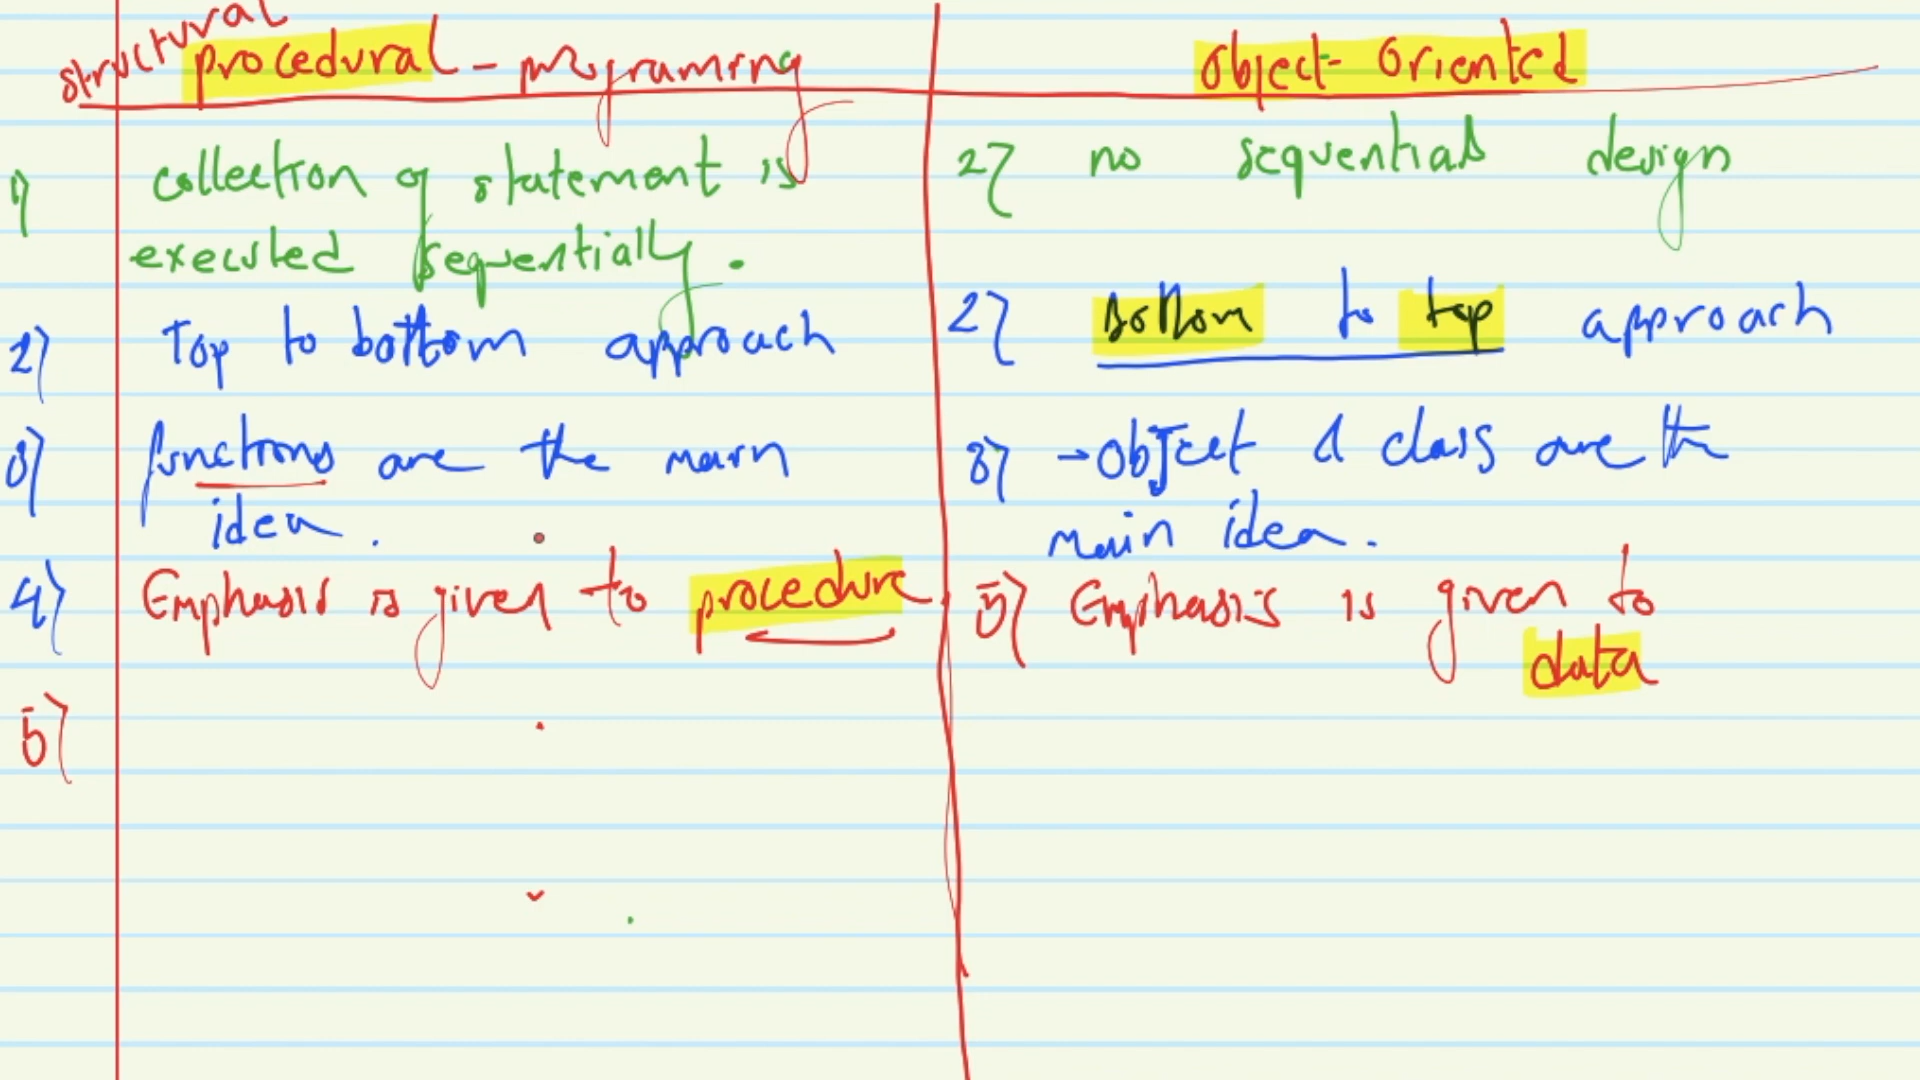 structural
procedural - programing
1) collection of statement is
executed sequentially.
2) Top to bottom approach
3) functions are the main
idea.
4) Emphasis is given to procedure
5)
Object-Oriented
2) no sequential design
2) Bottom to top approach
3) → Object & class are the
main idea.
5) Emphasis is given to
data